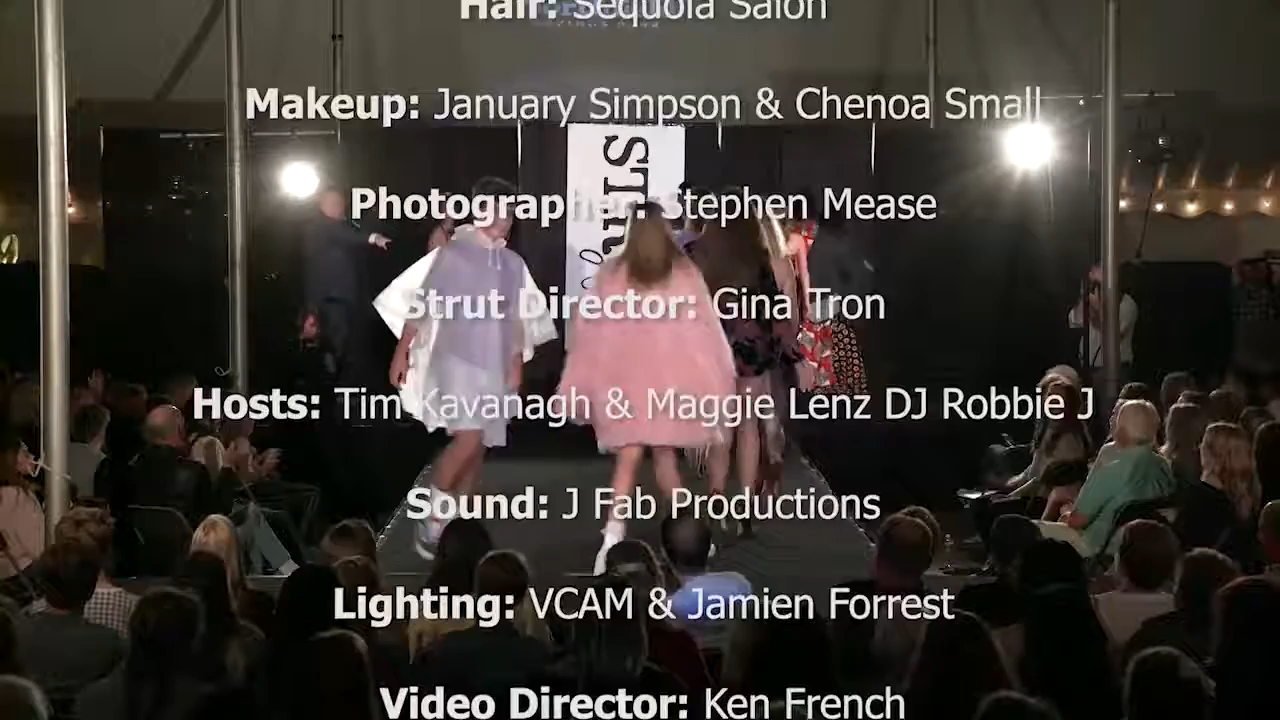 Hair: Sequoia Salon
Makeup: January Simpson & Chenoa Small
Photographer: Stephen Mease
Strut Director: Gina Tron
Hosts: Tim Kavanagh & Maggie Lenz DJ Robbie J
Sound: J Fab Productions
Lighting: VCAM & Jamien Forrest
Video Director: Ken French